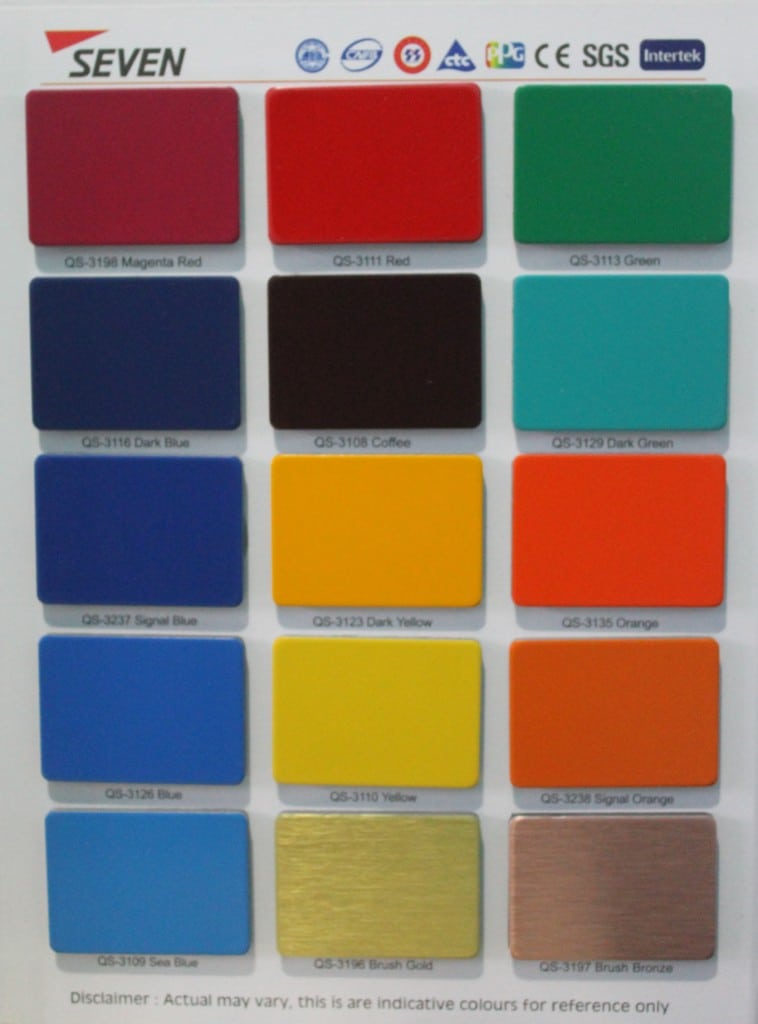 SEVEN
ctc PPG CE SGS Intertek
QS-3198 Magenta Red QS-3111 Red QS-3113 Green
QS-3116 Dark Blue QS-3108 Coffee QS-3129 Dark Green
QS-3237 Signal Blue QS-3123 Dark Yellow QS-3135 Orange
QS-3126 Blue QS-3110 Yellow QS-3238 Signal Orange
QS-3109 Sea Blue QS-3196 Brush Gold QS-3197 Brush Bronze
Disclaimer : Actual may vary, this is are indicative colours for reference only